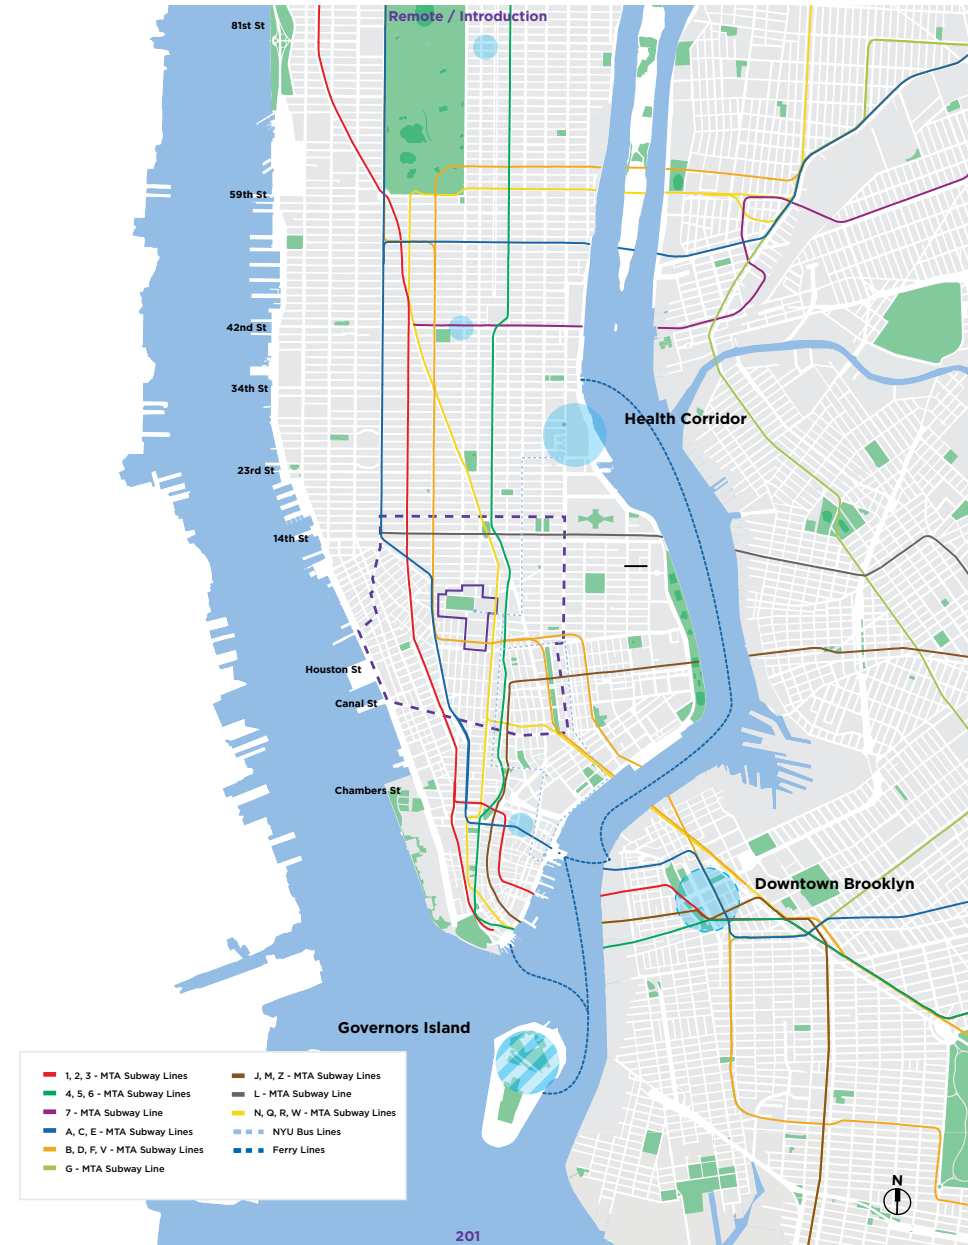 Remote / Introduction
81st St
59th St
42nd St
34th St
Health Corridor
23rd St
14th St
Houston St
Canal St
Chambers St
Downtown Brooklyn
Governors Island
1, 2, 3 - MTA Subway Lines
4, 5, 6 - MTA Subway Lines
7 - MTA Subway Line
A, C, E - MTA Subway Lines
B, D, F, V - MTA Subway Lines
G - MTA Subway Line
J, M, Z - MTA Subway Lines
L - MTA Subway Line
N, Q, R, W - MTA Subway Lines
NYU Bus Lines
Ferry Lines
N
201